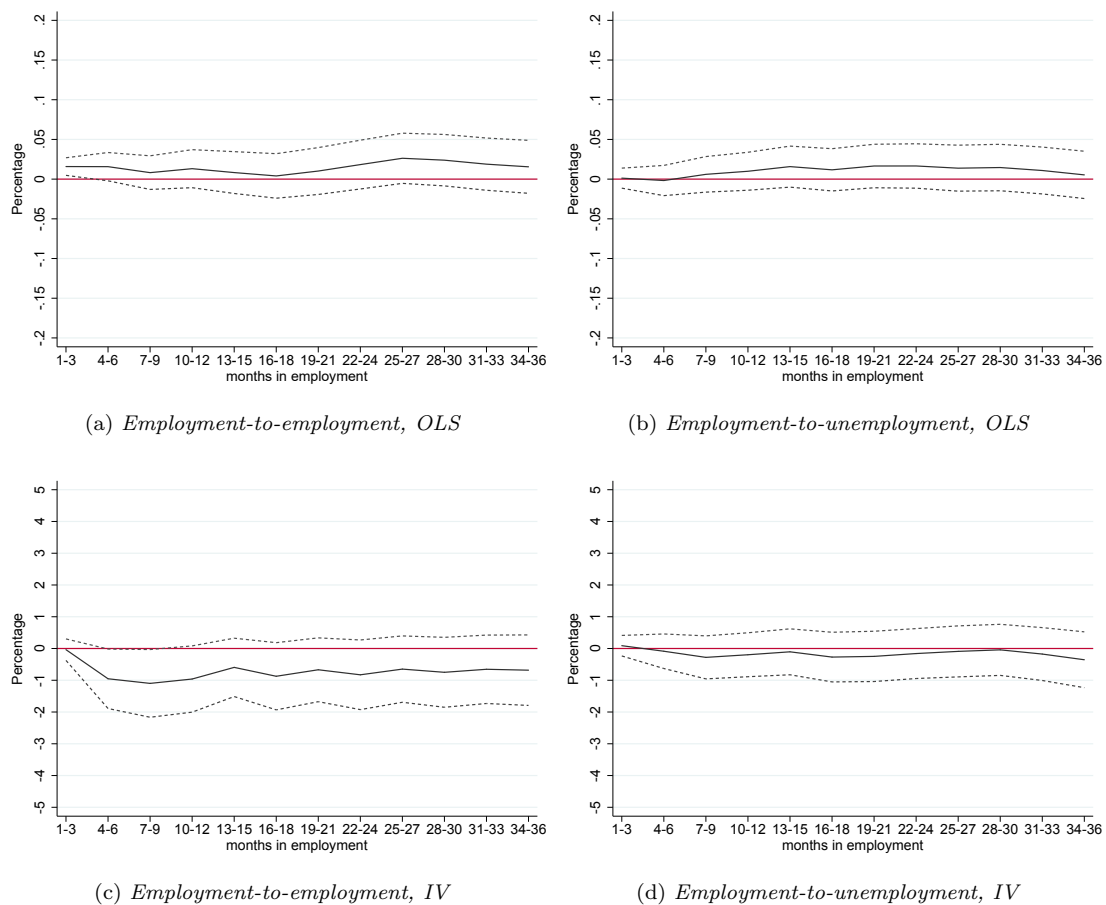 Percentage
.2
.15
.1
.05
0
-.05
-.1
-.15
-.2
1-3 4-6 7-9 10-12 13-15 16-18 19-21 22-24 25-27 28-30 31-33 34-36
months in employment
(a) Employment-to-employment, OLS
Percentage
.2
.15
.1
.05
0
-.05
-.1
-.15
-.2
1-3 4-6 7-9 10-12 13-15 16-18 19-21 22-24 25-27 28-30 31-33 34-36
months in employment
(b) Employment-to-unemployment, OLS
Percentage
5
4
3
2
1
0
-1
-2
-3
-4
-5
1-3 4-6 7-9 10-12 13-15 16-18 19-21 22-24 25-27 28-30 31-33 34-36
months in employment
(c) Employment-to-employment, IV
Percentage
5
4
3
2
1
0
-1
-2
-3
-4
-5
1-3 4-6 7-9 10-12 13-15 16-18 19-21 22-24 25-27 28-30 31-33 34-36
months in employment
(d) Employment-to-unemployment, IV